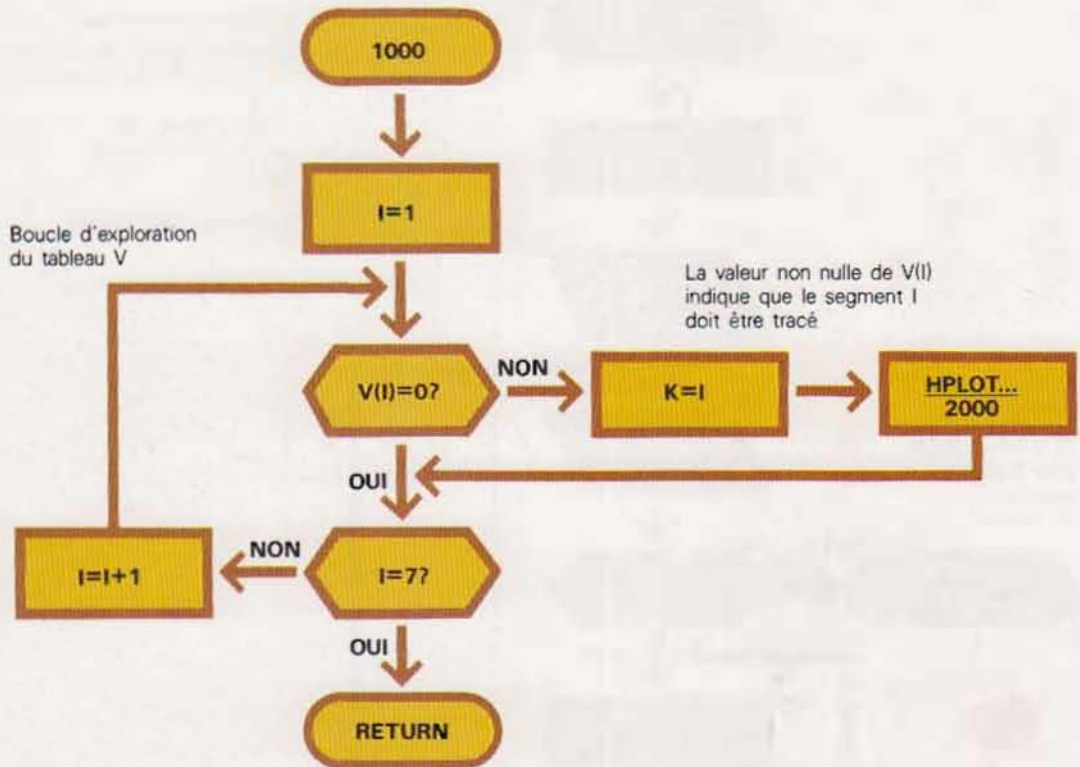 1000
I=1
Boucle d'exploration
du tableau V
La valeur non nulle de V(I)
indique que le segment I
doit être tracé
V(I)=0?
NON
K=I
HPLOT...
2000
OUI
I=7?
NON
I=I+1
OUI
RETURN